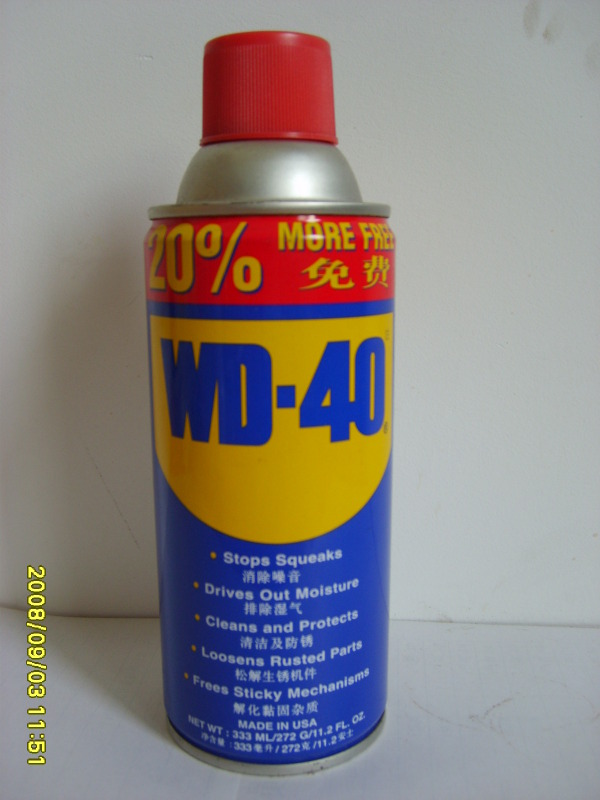 20% MORE FREE
免费
WD-40
• Stops Squeaks
消除噪音
• Drives Out Moisture
排除湿气
• Cleans and Protects
清洁及防锈
• Loosens Rusted Parts
松解生锈机件
• Frees Sticky Mechanisms
解化黏固杂质
MADE IN USA
NET WT : 333 ML/272 G/11.2 FL. OZ.
净含量 : 333毫升/272克/11.2安士
2008/09/03 11:51